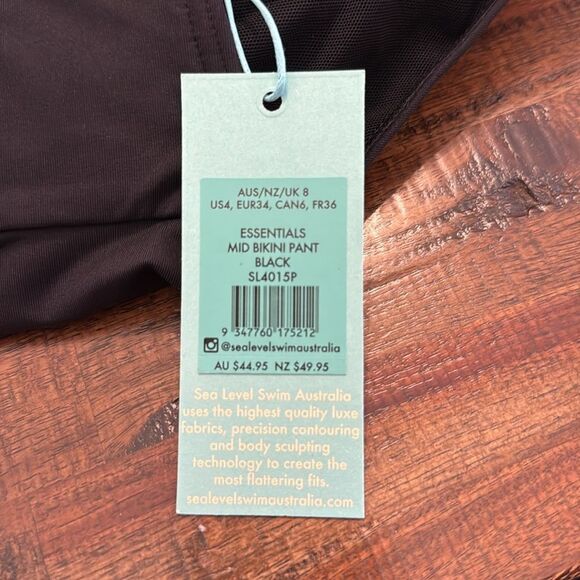 AUS/NZ/UK 8
US4, EUR34, CAN6, FR36
ESSENTIALS
MID BIKINI PANT
BLACK
SL4015P
9 347760 175212
@sealevelswimaustralia
AU $44.95 NZ $49.95
Sea Level Swim Australia
uses the highest quality luxe
fabrics, precision contouring
and body sculpting
technology to create the
most flattering fits.
sealevelswimaustralia.com